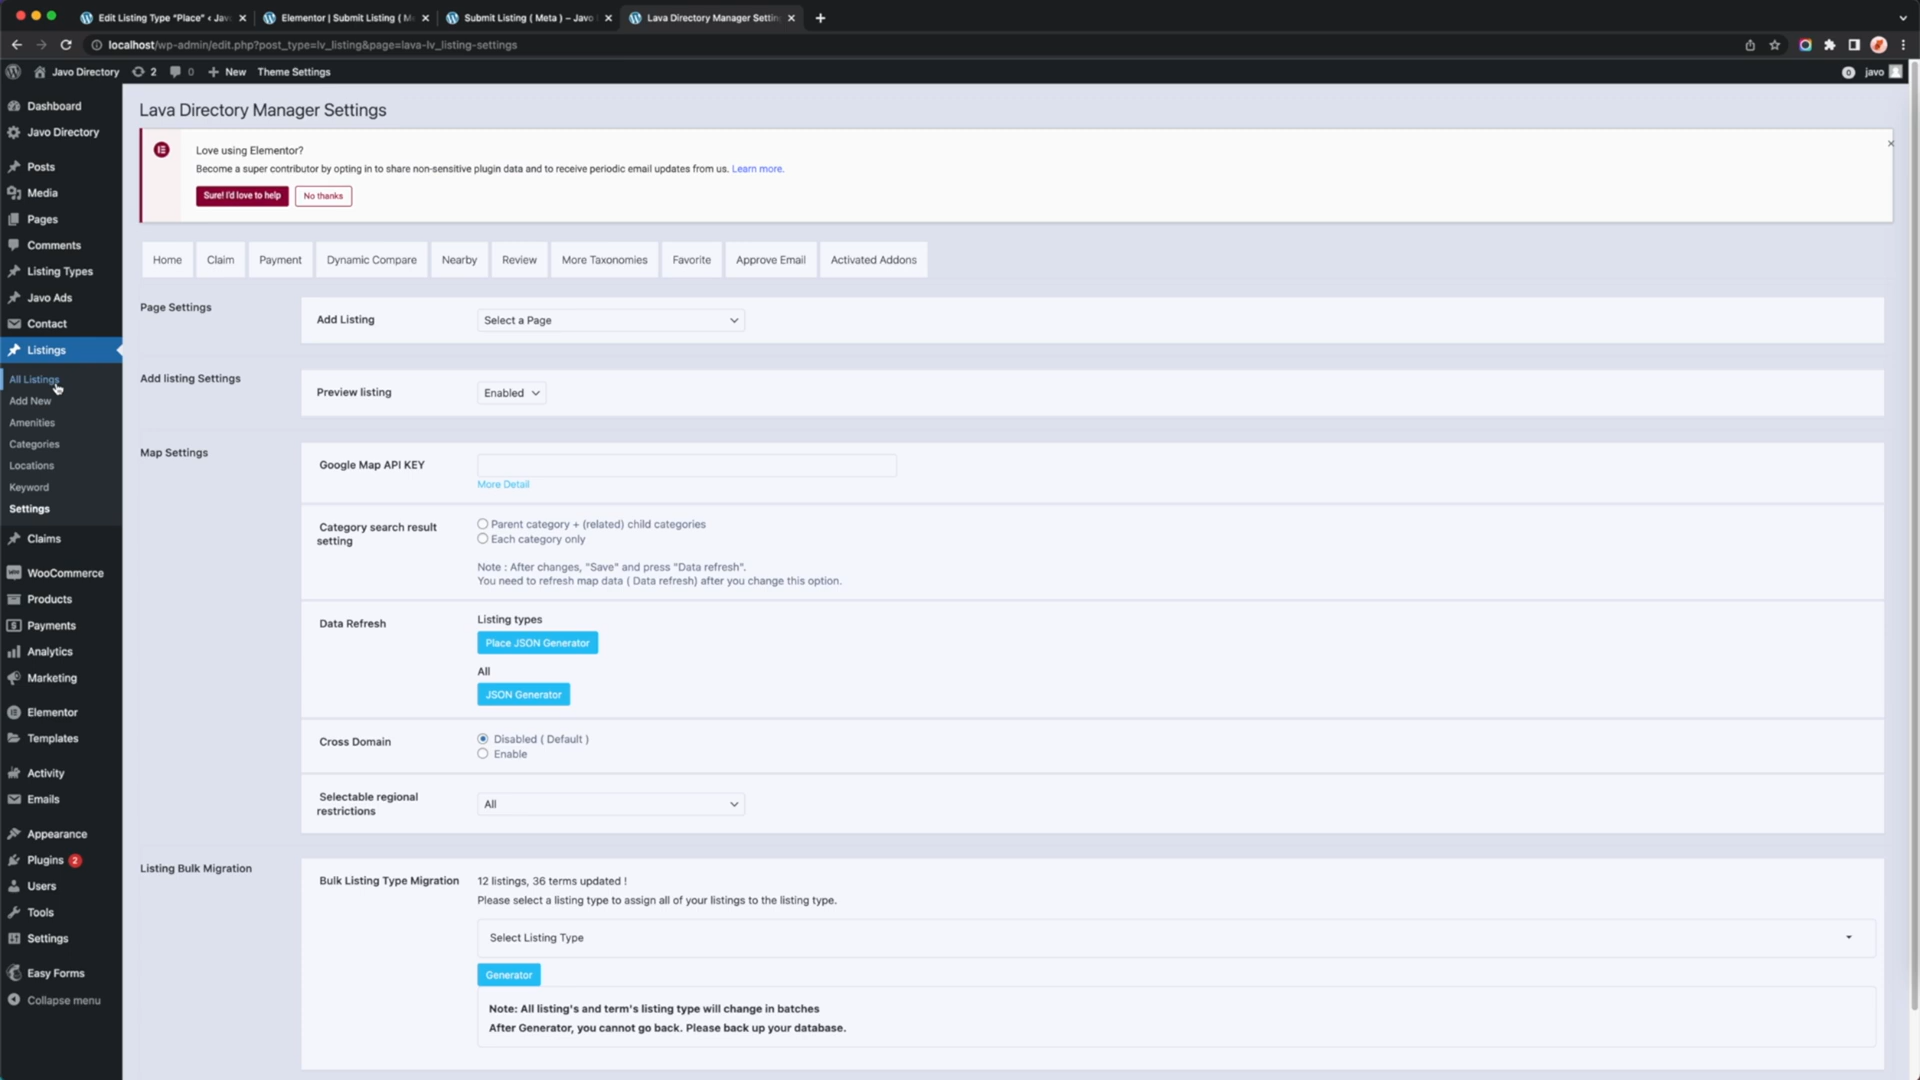 Edit Listing Type "Place" ‹ Jav
Elementor | Submit Listing ( M
Submit Listing ( Meta ) – Javo
Lava Directory Manager Settin
localhost/wp-admin/edit.php?post_type=lv_listing&page=lava-lv_listing-settings
Javo Directory
2
0
New
Theme Settings
0
javo
Dashboard
Javo Directory
Posts
Media
Pages
Comments
Listing Types
Javo Ads
Contact
Listings
All Listings
Add New
Amenities
Categories
Locations
Keyword
Settings
Claims
WooCommerce
Products
Payments
Analytics
Marketing
Elementor
Templates
Activity
Emails
Appearance
Plugins 2
Users
Tools
Settings
Easy Forms
Collapse menu
Lava Directory Manager Settings
Love using Elementor?
Become a super contributor by opting in to share non-sensitive plugin data and to receive periodic email updates from us. Learn more.
Sure! I'd love to help
No thanks
Home
Claim
Payment
Dynamic Compare
Nearby
Review
More Taxonomies
Favorite
Approve Email
Activated Addons
Page Settings
Add Listing
Select a Page
Add listing Settings
Preview listing
Enabled
Map Settings
Google Map API KEY
More Detail
Category search result
setting
Parent category + (related) child categories
Each category only
Note : After changes, "Save" and press "Data refresh".
You need to refresh map data ( Data refresh) after you change this option.
Data Refresh
Listing types
Place JSON Generator
All
JSON Generator
Cross Domain
Disabled ( Default )
Enable
Selectable regional
restrictions
All
Listing Bulk Migration
Bulk Listing Type Migration
12 listings, 36 terms updated !
Please select a listing type to assign all of your listings to the listing type.
Select Listing Type
Generator
Note: All listing's and term's listing type will change in batches
After Generator, you cannot go back. Please back up your database.